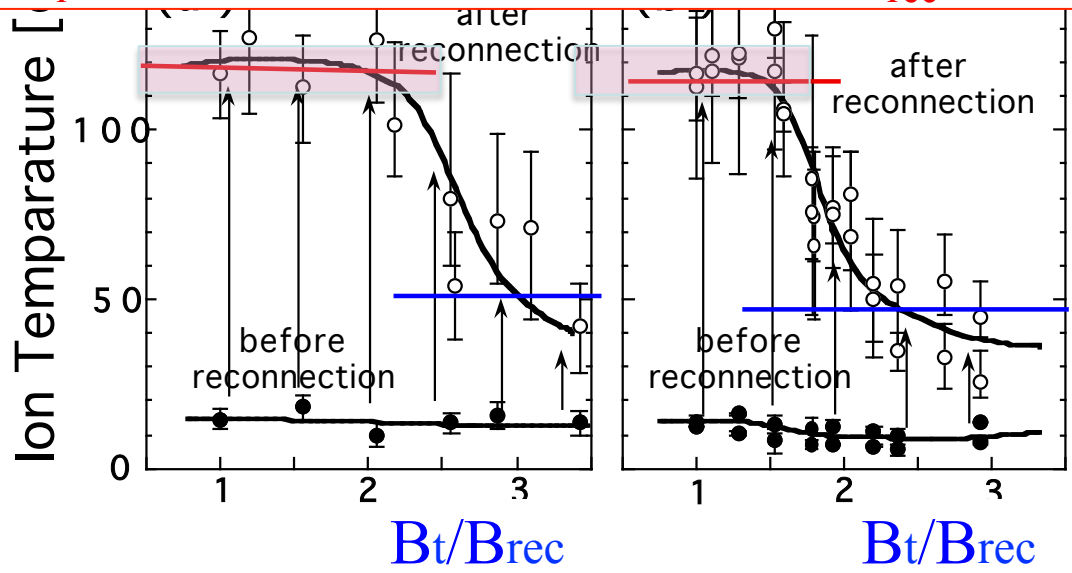 after
reconnection
after
reconnection
Ion Temparature [
100
50
0
before
reconnection
before
reconnection
1 2 3
1 2 3
Bt/Brec
Bt/Brec